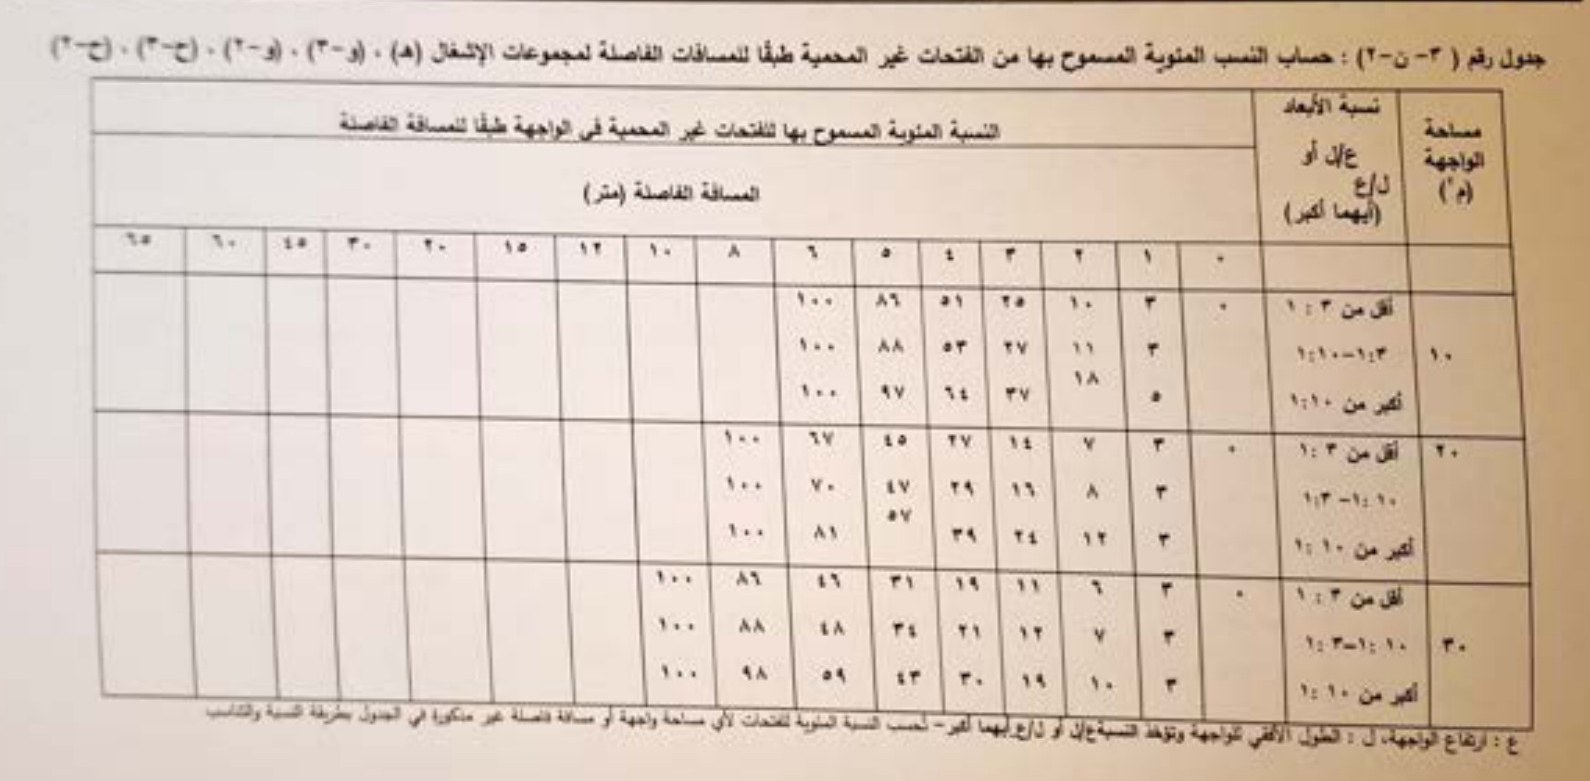 جدول رقم ( ٣- ن-٢) : حساب النسب المئوية المسموح بها من الفتحات غير المحمية طبقًا للمسافات الفاصلة لمجموعات الإشغال (هـ) ، (و-٣) ، (و-٢) ، (ح-٣) ، (ح-٢)
مساحة الواجهة (م٢) نسبة الأبعاد ع/ل أو ل/ع (أيهما أكبر) النسبة المئوية المسموح بها للفتحات غير المحمية في الواجهة طبقًا للمسافة الفاصلة
المسافة الفاصلة (متر)
٠ ١ ٢ ٣ ٤ ٥ ٦ ٨ ١٠ ١٢ ١٥ ٢٠ ٣٠ ٤٥ ٦٠ ٦٥
أقل من ٣ : ١ ٠ ٣ ١٠ ٢٥ ٥١ ٨٦ ١٠٠
١٠ ١:١٠-١:٣ ٣ ١١ ٢٧ ٥٣ ٨٨ ١٠٠
أكبر من ١:١٠ ٥ ١٨ ٣٧ ٦٤ ٩٧ ١٠٠
٢٠ أقل من ٣ :١ ٠ ٣ ٧ ١٤ ٢٧ ٤٥ ٦٧ ١٠٠
١٠ :١- ٣:١ ٣ ٨ ١٦ ٢٩ ٤٧ ٧٠ ١٠٠
أكبر من ١٠ :١ ٣ ١٢ ٢٤ ٣٩ ٥٧ ٨١ ١٠٠
أقل من ٣ : ١ ٠ ٣ ٦ ١١ ١٩ ٣١ ٤٦ ٨٦ ١٠٠
٣٠ ١٠ :١-٣ :١ ٣ ٧ ١٢ ٢١ ٣٤ ٤٨ ٨٨ ١٠٠
أكبر من ١٠ :١ ٣ ١٠ ١٩ ٣٠ ٤٣ ٥٩ ٩٨ ١٠٠
ع : ارتفاع الواجهة، ل : الطول الأفقي للواجهة وتؤخذ النسبة ع/ل أو ل/ع أيهما أكبر- تُحسب النسبة المئوية للفتحات لأي مساحة واجهة أو مسافة فاصلة غير مذكورة في الجدول بطريقة النسبة والتناسب